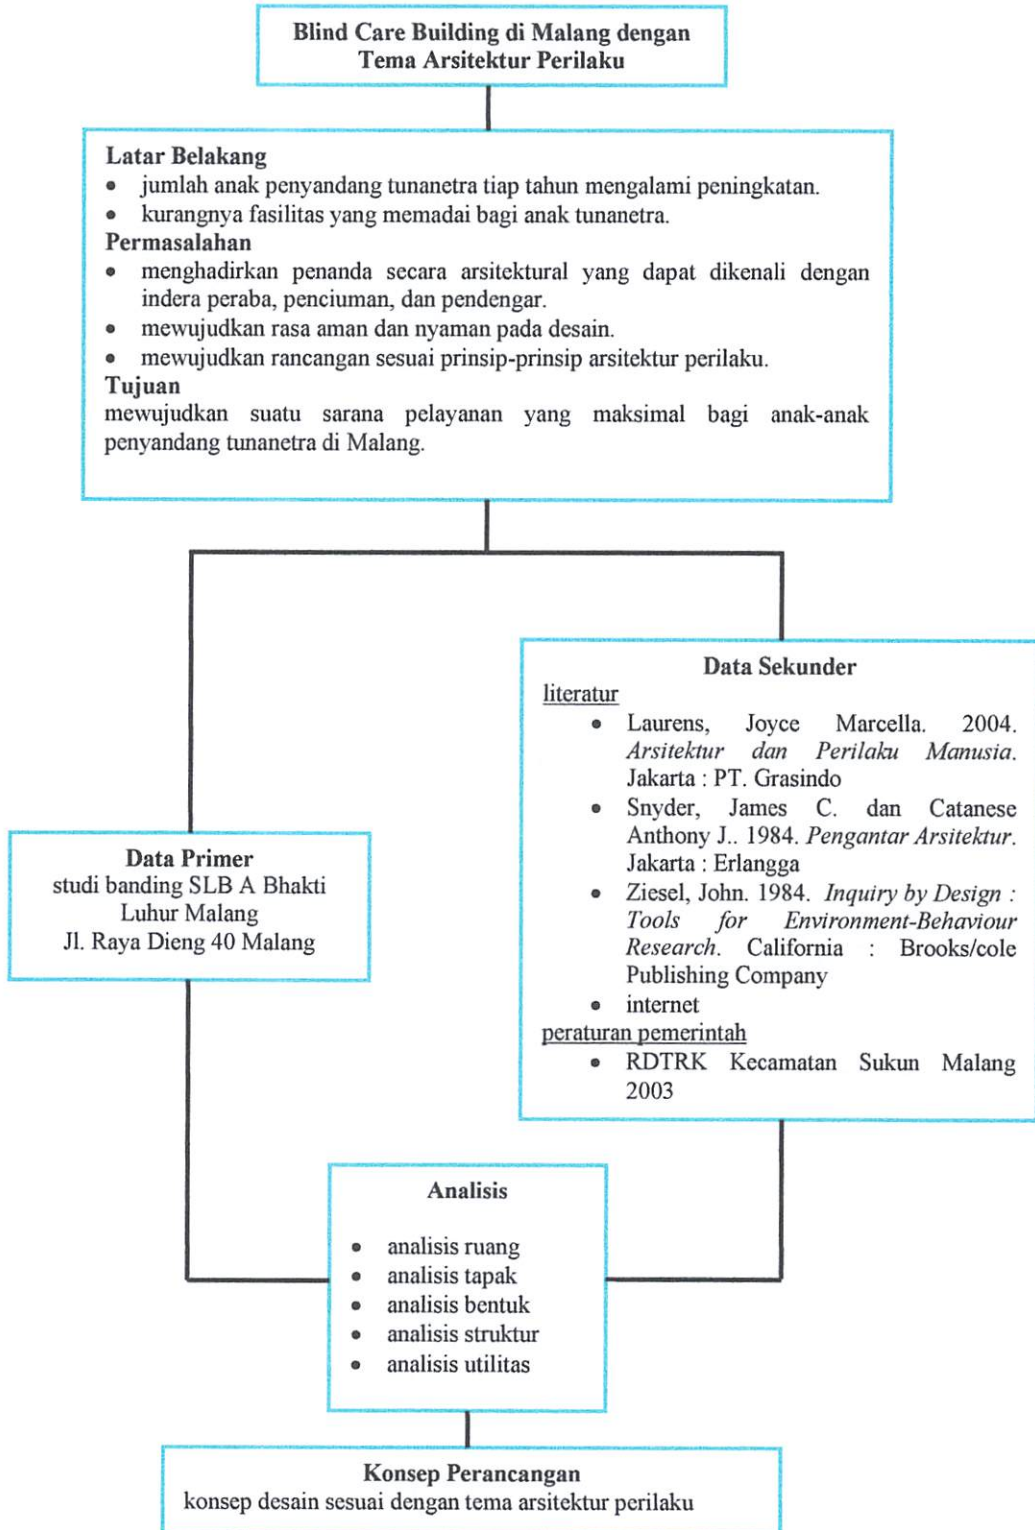 Blind Care Building di Malang dengan
Tema Arsitektur Perilaku
Latar Belakang
• jumlah anak penyandang tunanetra tiap tahun mengalami peningkatan.
• kurangnya fasilitas yang memadai bagi anak tunanetra.
Permasalahan
• menghadirkan penanda secara arsitektural yang dapat dikenali dengan
indera peraba, penciuman, dan pendengar.
• mewujudkan rasa aman dan nyaman pada desain.
• mewujudkan rancangan sesuai prinsip-prinsip arsitektur perilaku.
Tujuan
mewujudkan suatu sarana pelayanan yang maksimal bagi anak-anak
penyandang tunanetra di Malang.
Data Primer
studi banding SLB A Bhakti
Luhur Malang
Jl. Raya Dieng 40 Malang
Data Sekunder
literatur
• Laurens, Joyce Marcella. 2004.
Arsitektur dan Perilaku Manusia.
Jakarta : PT. Grasindo
• Snyder, James C. dan Catanese
Anthony J.. 1984. Pengantar Arsitektur.
Jakarta : Erlangga
• Ziesel, John. 1984. Inquiry by Design :
Tools for Environment-Behaviour
Research. California : Brooks/cole
Publishing Company
• internet
peraturan pemerintah
• RDTRK Kecamatan Sukun Malang
2003
Analisis
• analisis ruang
• analisis tapak
• analisis bentuk
• analisis struktur
• analisis utilitas
Konsep Perancangan
konsep desain sesuai dengan tema arsitektur perilaku